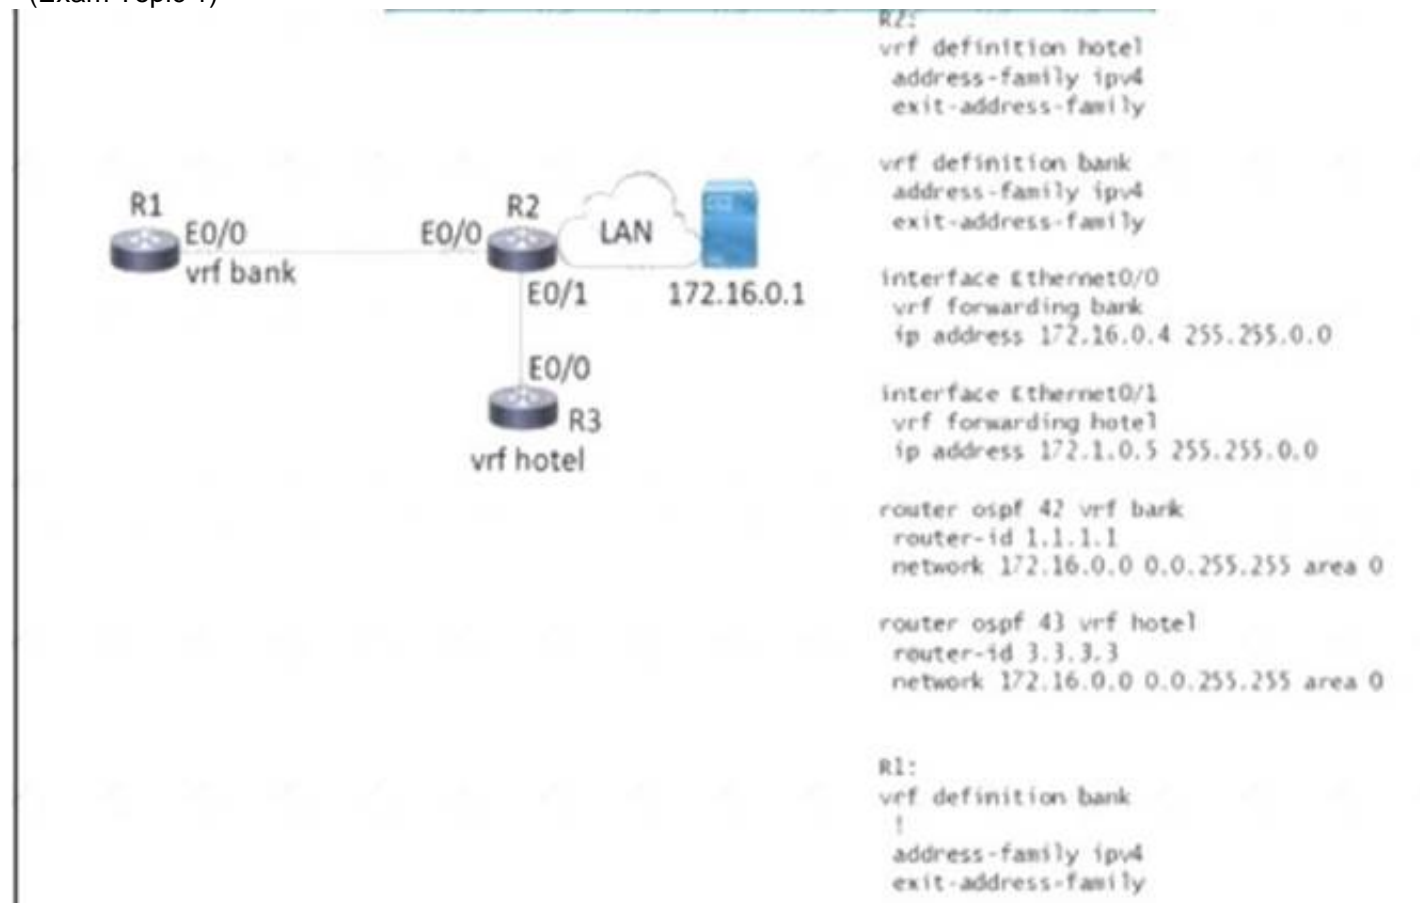 R1
E0/0
vrf bank
E0/0
R2
LAN
E0/1
172.16.0.1
E0/0
R3
vrf hotel
R2:
vrf definition hotel
address-family ipv4
exit-address-family
vrf definition bank
address-family ipv4
exit-address-family
interface Ethernet0/0
vrf forwarding bank
ip address 172.16.0.4 255.255.0.0
interface Ethernet0/1
vrf forwarding hotel
ip address 172.1.0.5 255.255.0.0
router ospf 42 vrf bank
router-id 1.1.1.1
network 172.16.0.0 0.0.255.255 area 0
router ospf 43 vrf hotel
router-id 3.3.3.3
network 172.16.0.0 0.0.255.255 area 0
R1:
vrf definition bank
!
address-family ipv4
exit-address-family